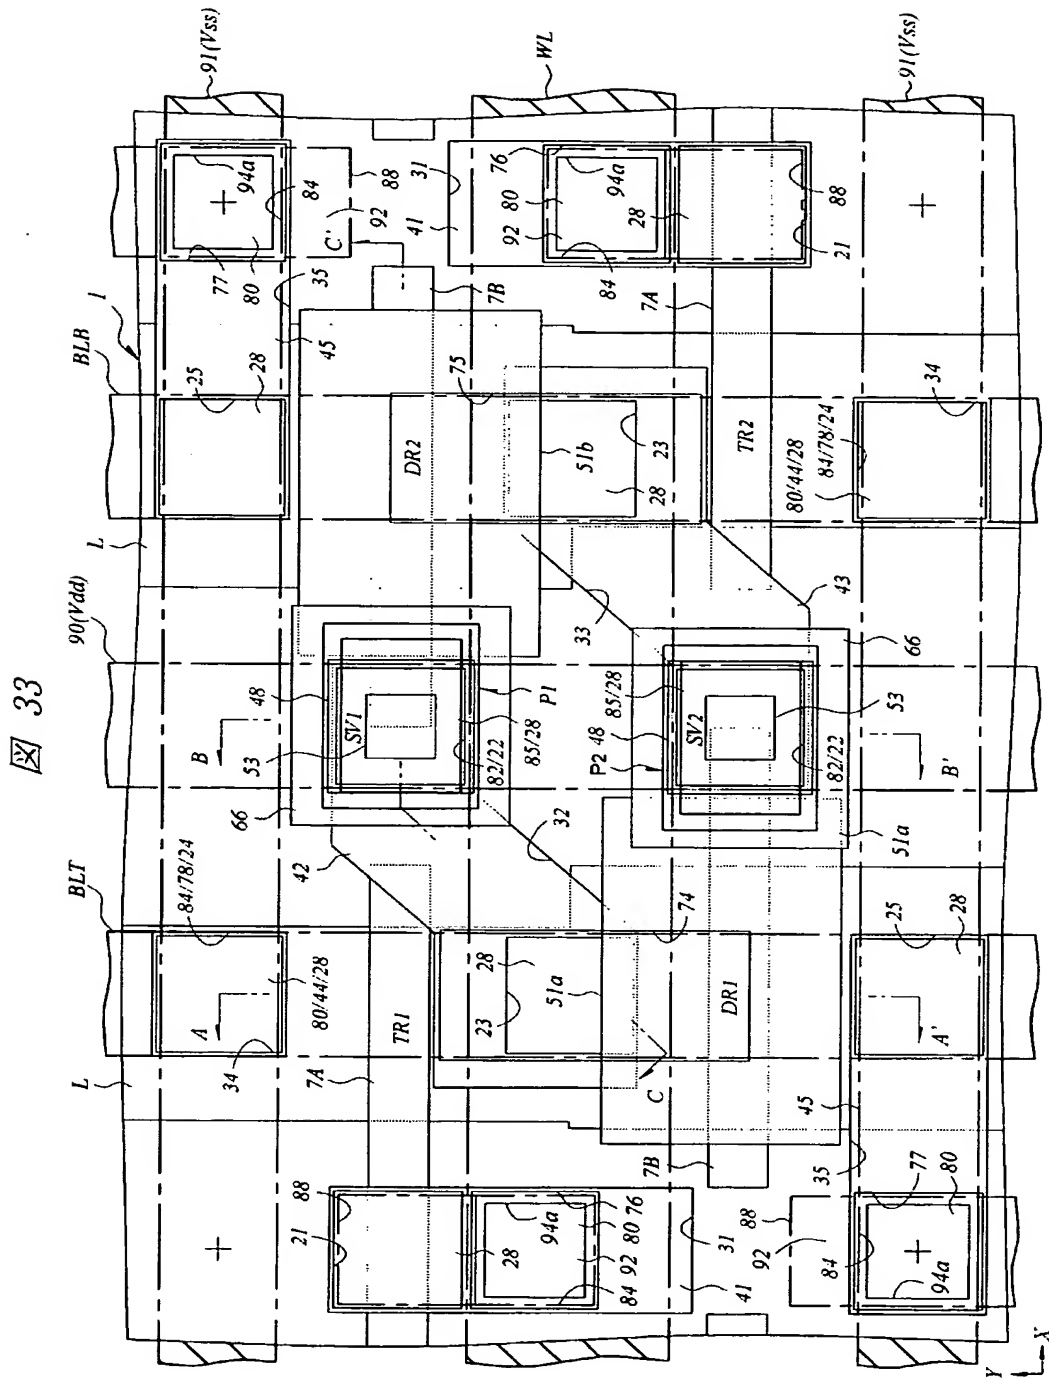 図 33
BLT
90(Vdd)
BLB
1
L
L
91(Vss)
WL
91(Vss)
84/78/24
80/44/28
34
A
TR1
7A
42
B
48
SV1
53
66
P1
82/22
85/28
32
25
28
35
45
77
80
94a
84
88
92
C'
7B
31
41
76
80
94a
92
84
28
88
21
DR2
75
51b
23
28
7A
TR2
33
43
66
48
P2
SV2
85/28
53
82/22
B'
51a
34
80/44/28
84/78/24
21
88
28
76
94a
80
92
84
31
41
23
28
51a
74
C
DR1
7B
25
28
A'
45
35
77
80
88
92
84
94a
Y
X